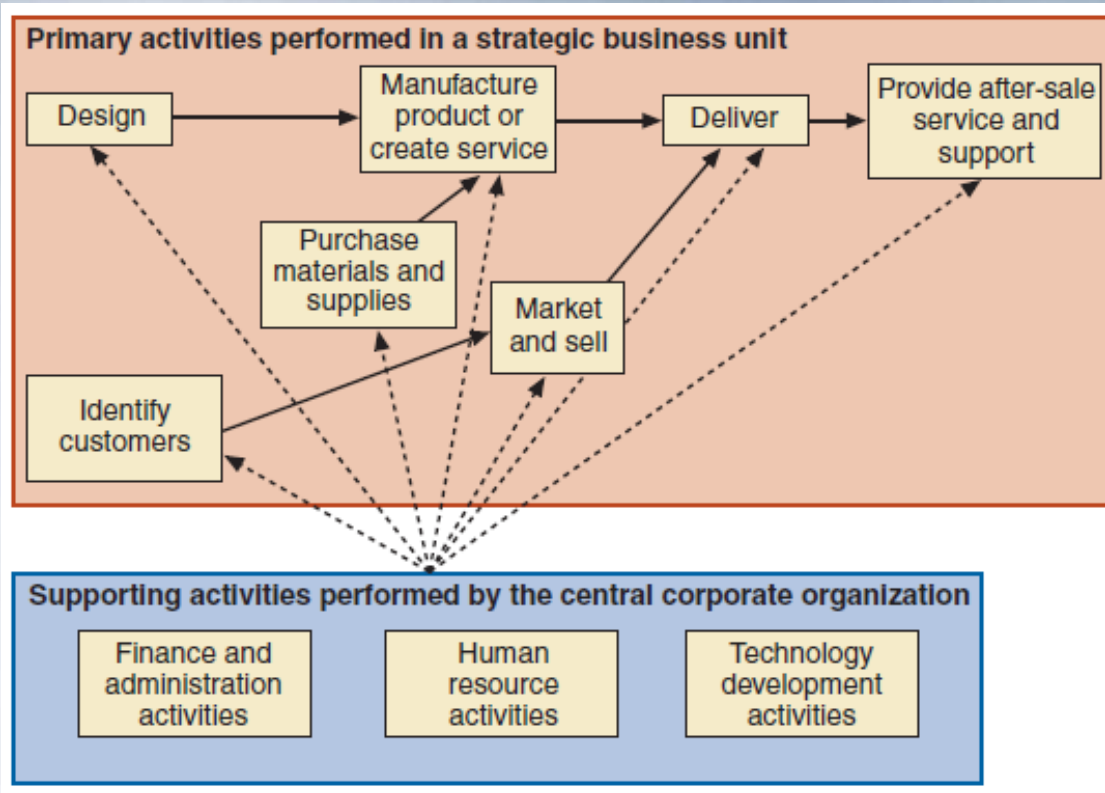 Primary activities performed in a strategic business unit
Design
Manufacture
product or
create service
Deliver
Provide after-sale
service and
support
Purchase
materials and
supplies
Market
and sell
Identify
customers
Supporting activities performed by the central corporate organization
Finance and
administration
activities
Human
resource
activities
Technology
development
activities